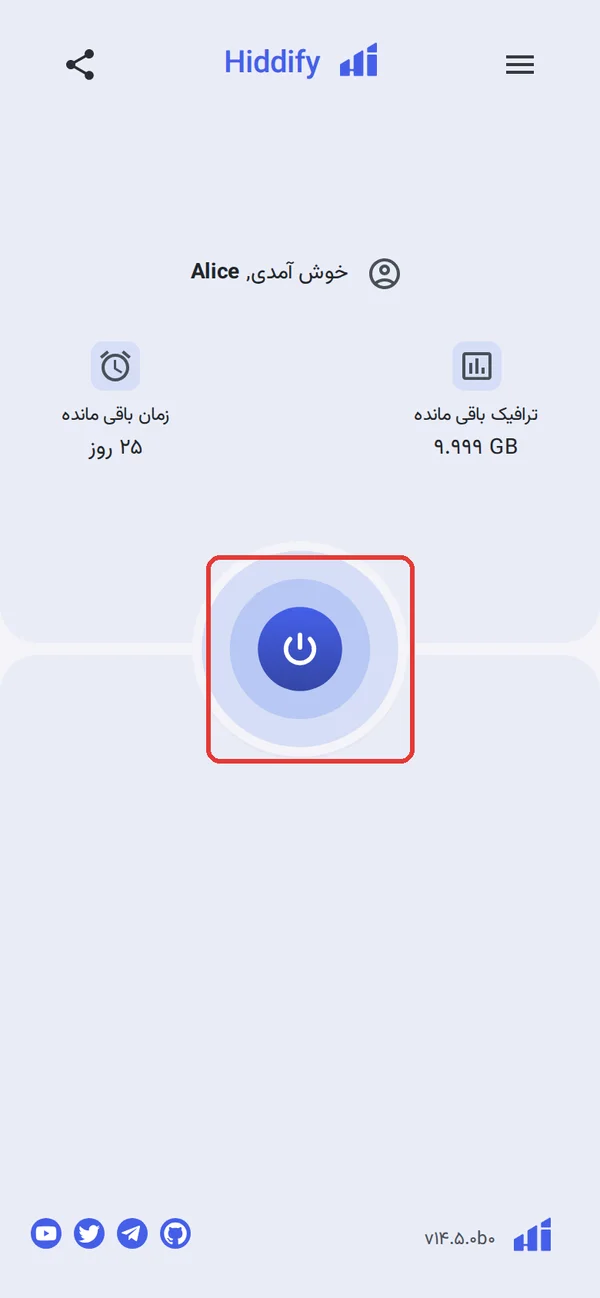 Hiddify
خوش آمدی, Alice
ترافیک باقی مانده
۹.۹۹۹ GB
زمان باقی مانده
۲۵ روز
v۱۴.۵.۰b۰